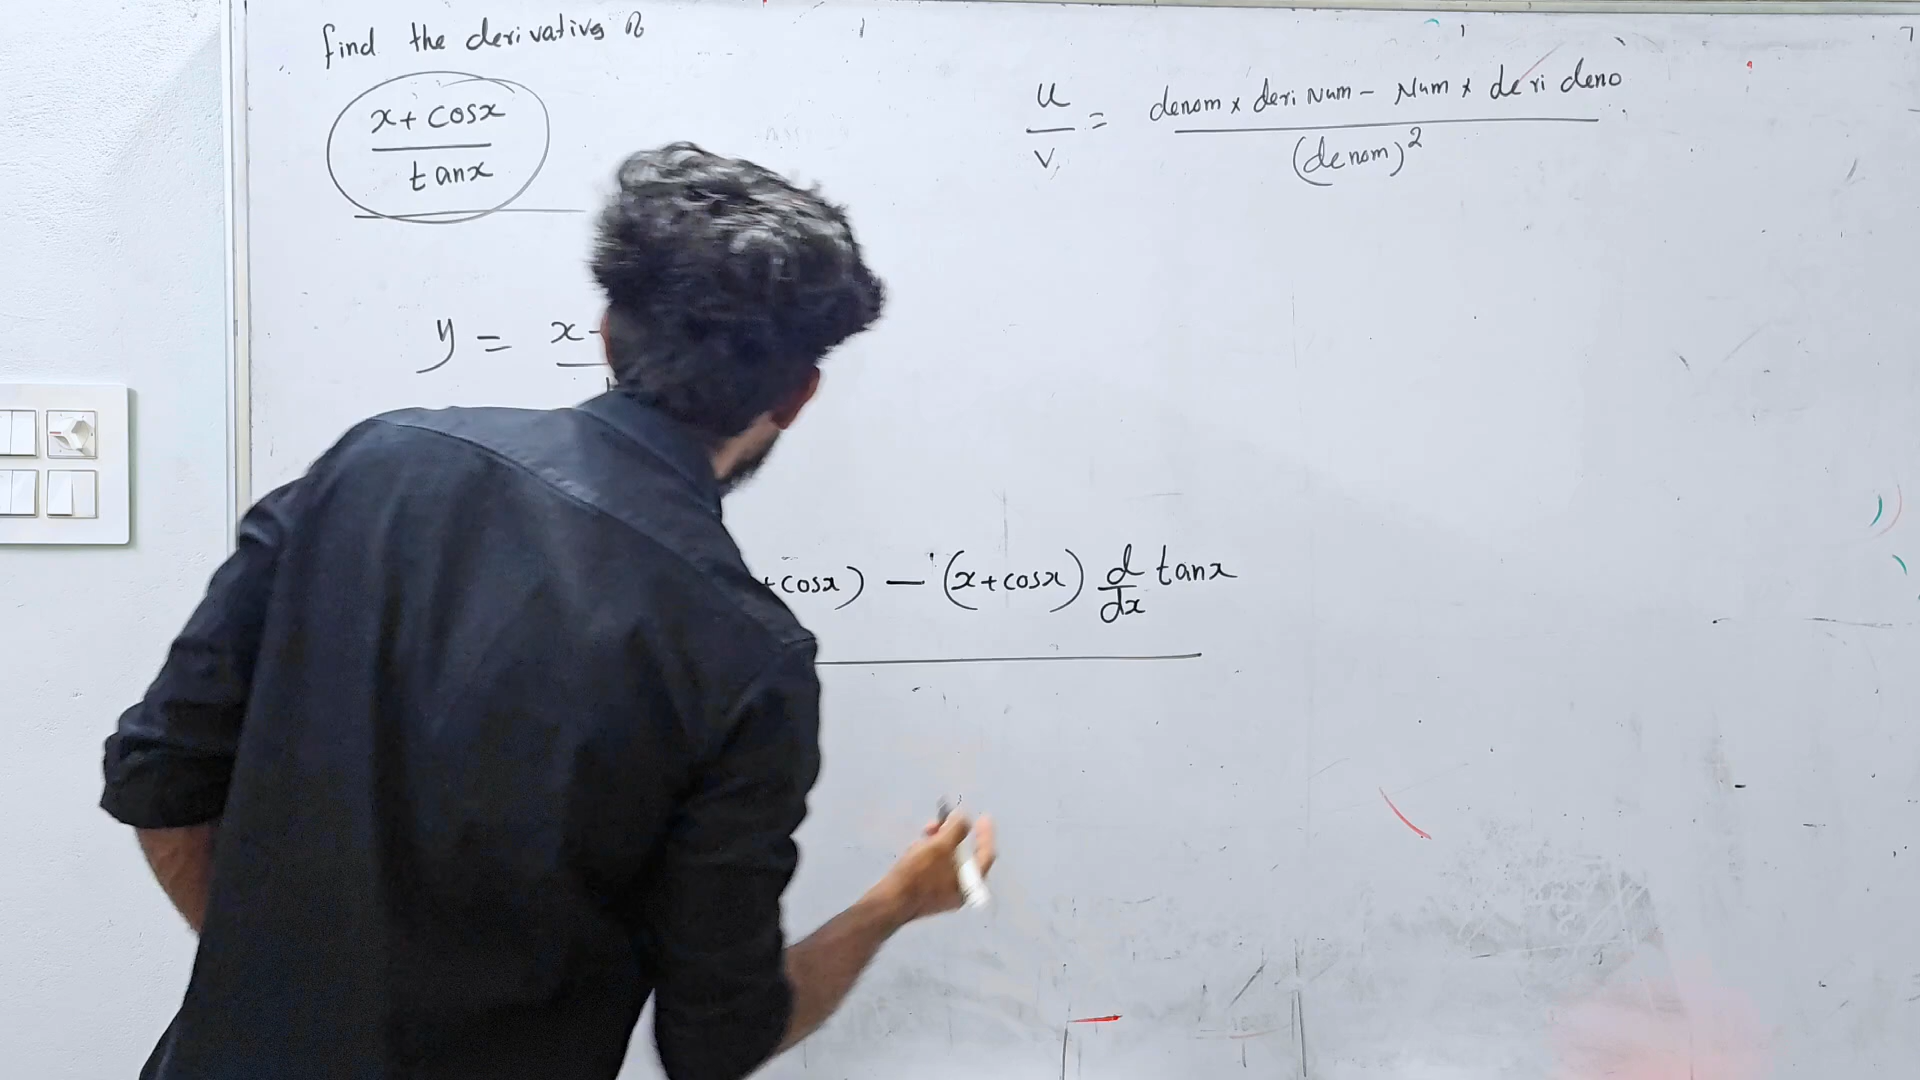 find the derivative of
x + cosx
tanx
u/v = denom x deri Num - Num x deri deno
(denom)²
y = x
+cosx) - (x+cosx) d/dx tanx